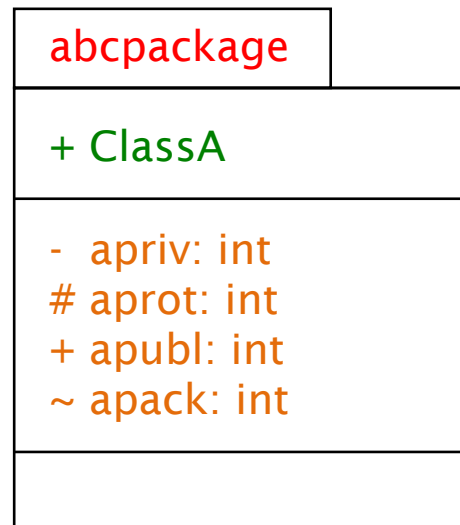 abcpackage
+ ClassA
- apriv: int
# aprot: int
+ apubl: int
~ apack: int